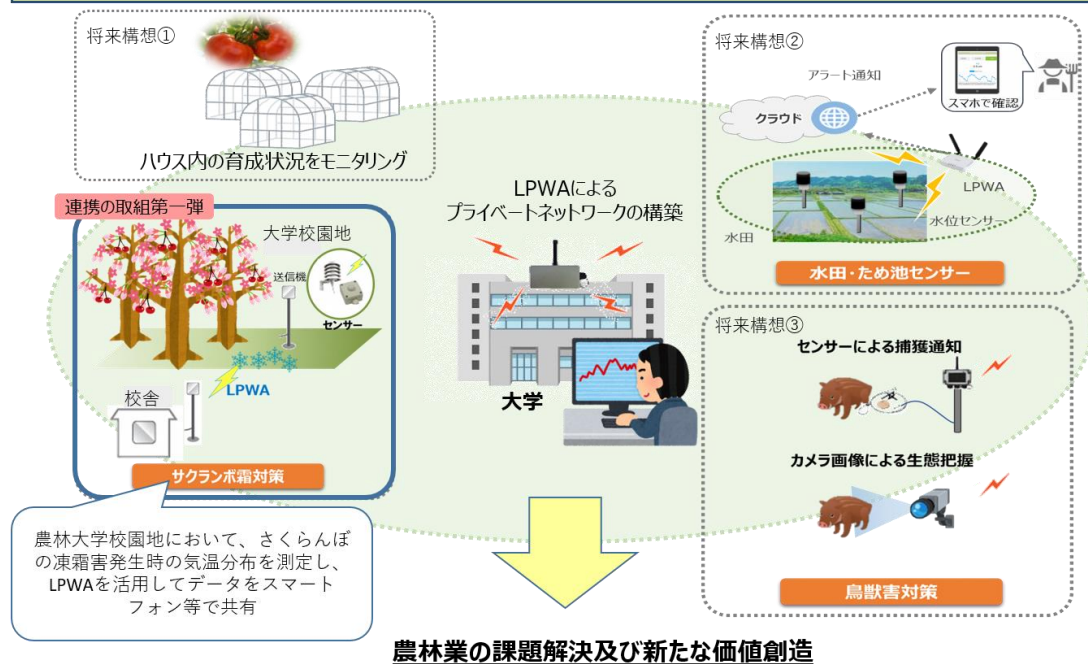 将来構想①
ハウス内の育成状況をモニタリング
将来構想②
アラート通知
クラウド
スマホで確認
LPWA
水位センサー
水田
水田・ため池センサー
連携の取組第一弾
大学校園地
送信機
センサー
LPWA
校舎
サクランボ霜対策
農林大学校園地において、さくらんぼ
の凍霜害発生時の気温分布を測定し、
LPWAを活用してデータをスマート
フォン等で共有
LPWAによる
プライベートネットワークの構築
大学
将来構想③
センサーによる捕獲通知
カメラ画像による生態把握
鳥獣害対策
農林業の課題解決及び新たな価値創造